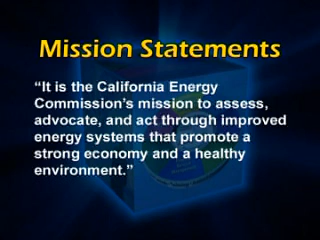 Mission Statements
“It is the California Energy
Commission’s mission to assess,
advocate, and act through improved
energy systems that promote a
strong economy and a healthy
environment.”